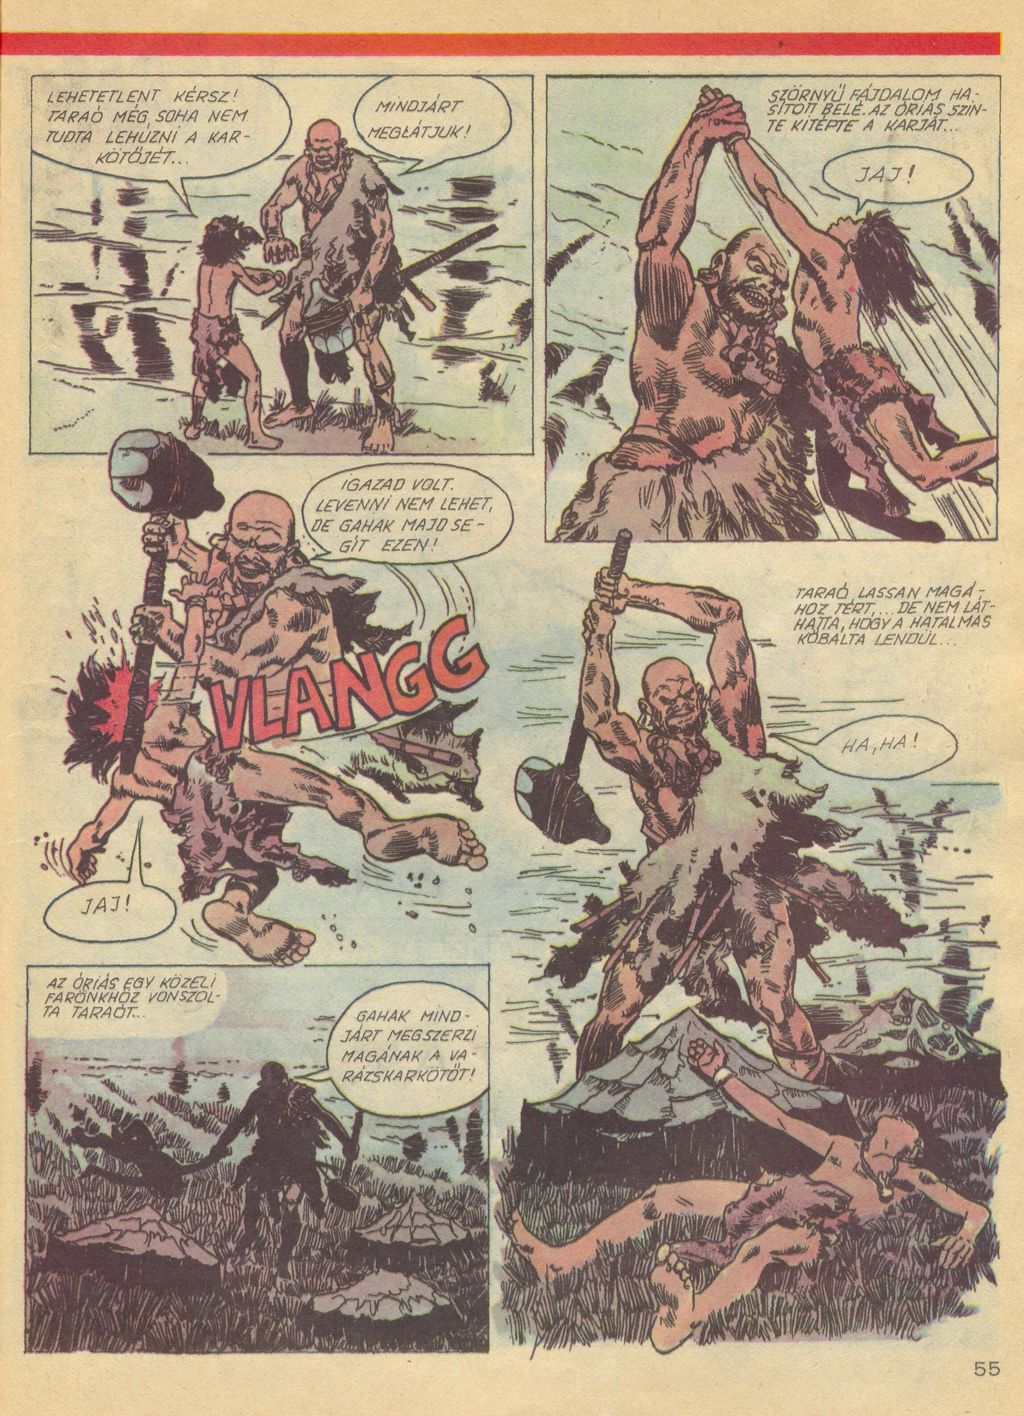 LEHETETLENT KÉRSZ!
TARAÓ MÉG SOHA NEM
TUDTA LEHÚZNI A KAR-
KÖTŐJÉT...
MINDJÁRT
MEGLÁTJUK!
SZÖRNYŰ FÁJDALOM HA-
SÍTOTT BELÉ. AZ ÓRIÁS SZIN-
TE KITÉPTE A KARJÁT...
JAJ!
IGAZAD VOLT.
LEVENNI NEM LEHET,
DE GAHAK MAJD SE-
GÍT EZEN!
VLANGG
JAJ!
AZ ÓRIÁS EGY KÖZELI
FARÖNKHÖZ VONSZOL-
TA TARAÓT...
GAHAK MIND-
JÁRT MEGSZERZI
MAGÁNAK A VA-
RÁZSKARKÖTŐT!
TARAÓ LASSAN MAGÁ-
HOZ TÉRT,... DE NEM LÁT-
HATTA, HOGY A HATALMAS
KŐBALTA LENDÜL...
HA, HA!
55